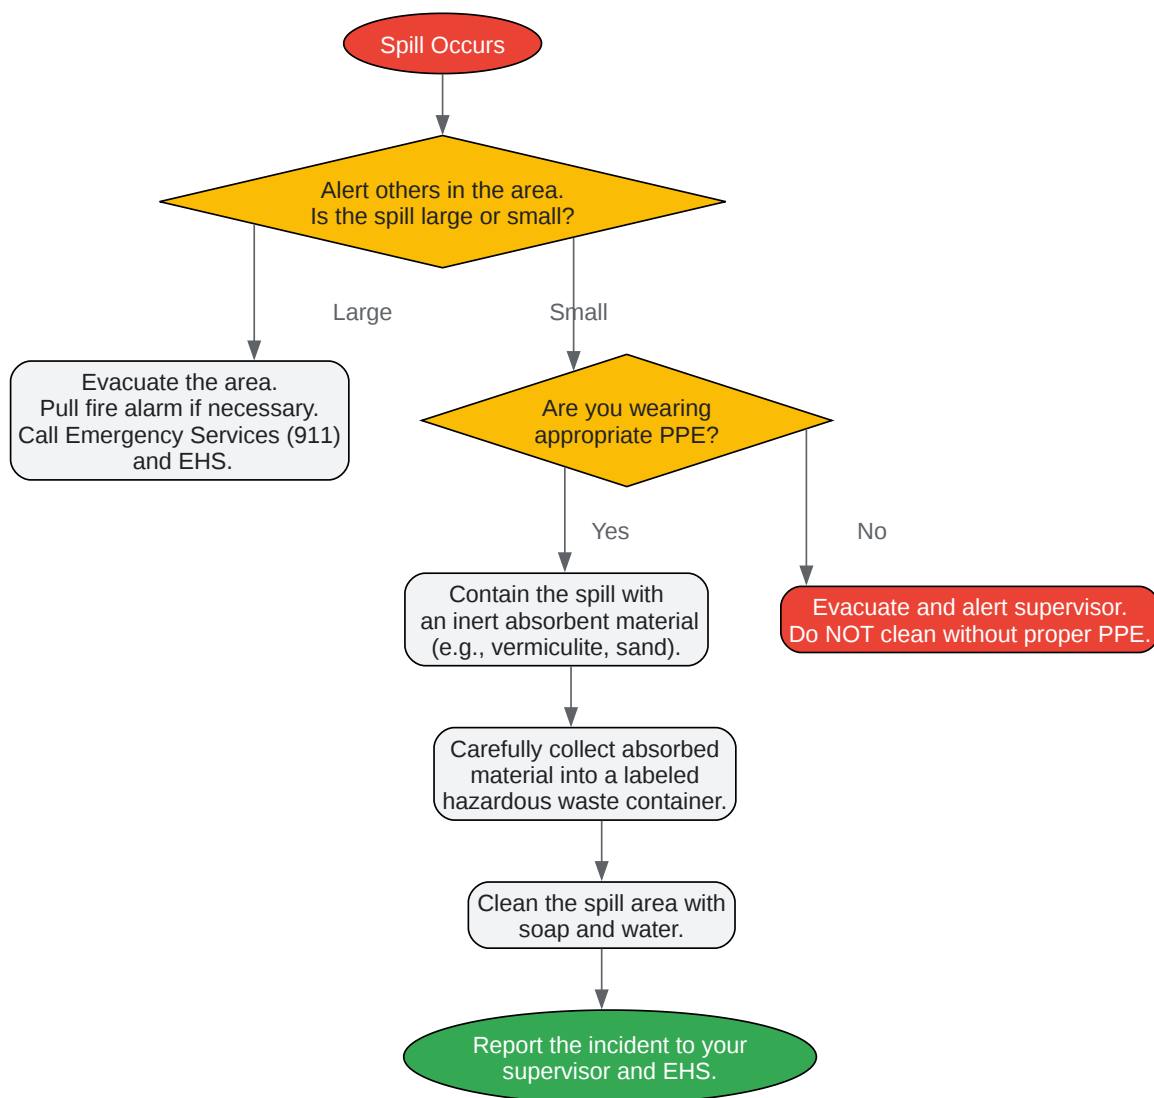 Spill Occurs
Alert others in the area.
Is the spill large or small?
Large
Small
Evacuate the area.
Pull fire alarm if necessary.
Call Emergency Services (911)
and EHS.
Are you wearing
appropriate PPE?
Yes
No
Contain the spill with
an inert absorbent material
(e.g., vermiculite, sand).
Evacuate and alert supervisor.
Do NOT clean without proper PPE.
Carefully collect absorbed
material into a labeled
hazardous waste container.
Clean the spill area with
soap and water.
Report the incident to your
supervisor and EHS.